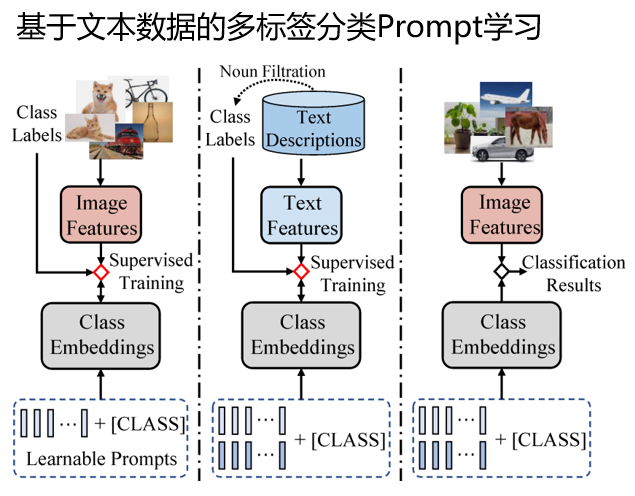 基于文本数据的多标签分类Prompt学习
Class
Labels
Image
Features
Supervised
Training
Class
Embeddings
+ [CLASS]
Learnable Prompts
Noun Filtration
Class
Labels
Text
Descriptions
Text
Features
Supervised
Training
Class
Embeddings
+ [CLASS]
Image
Features
Classification
Results
Class
Embeddings
+ [CLASS]